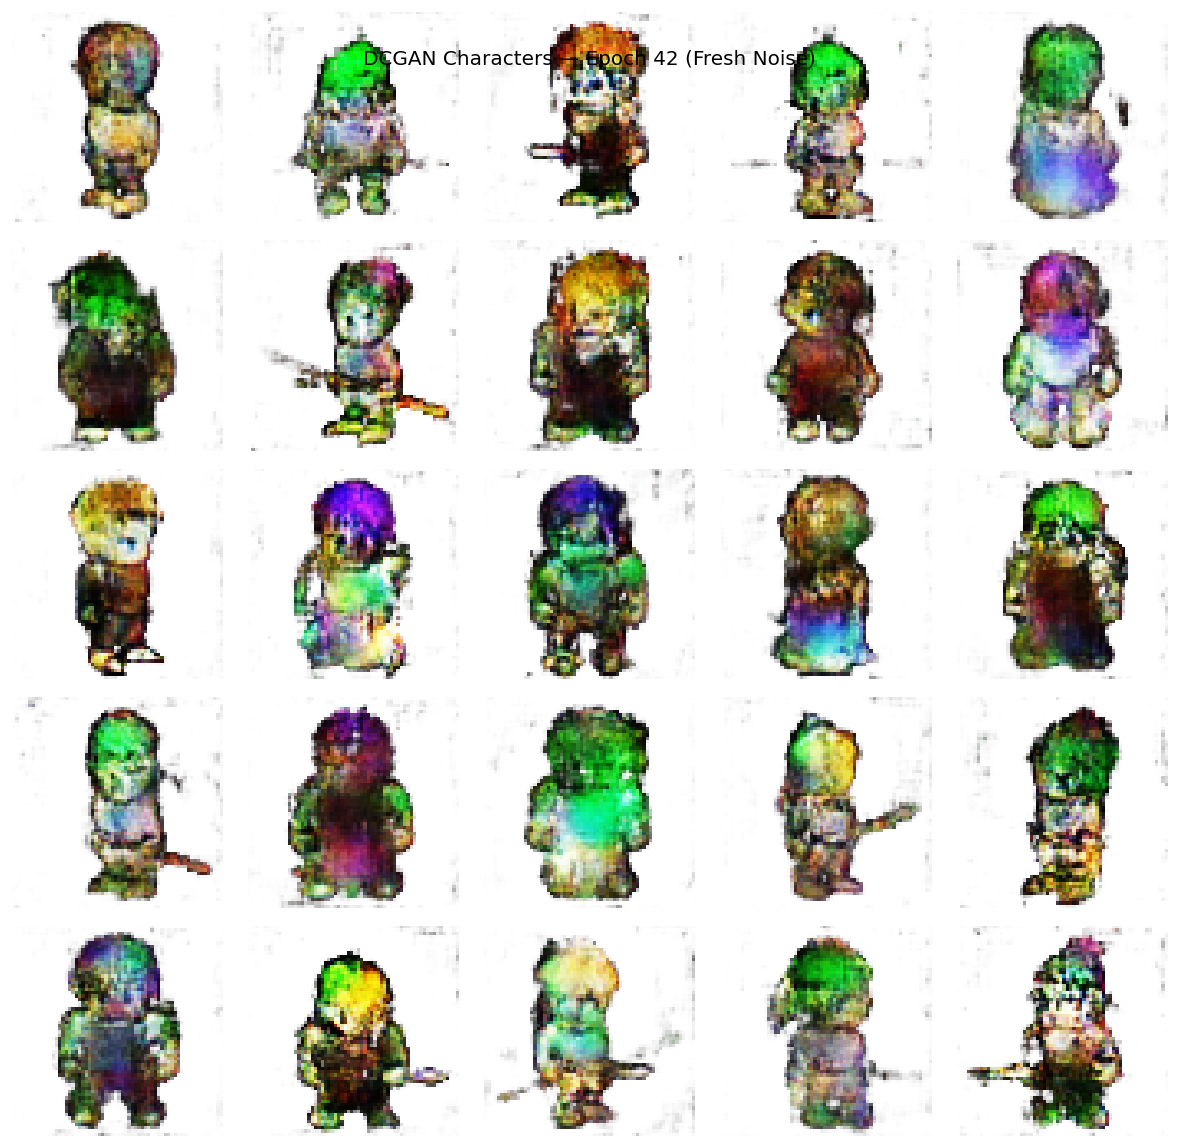 DCGAN Characters — Epoch 42 (Fresh Noise)